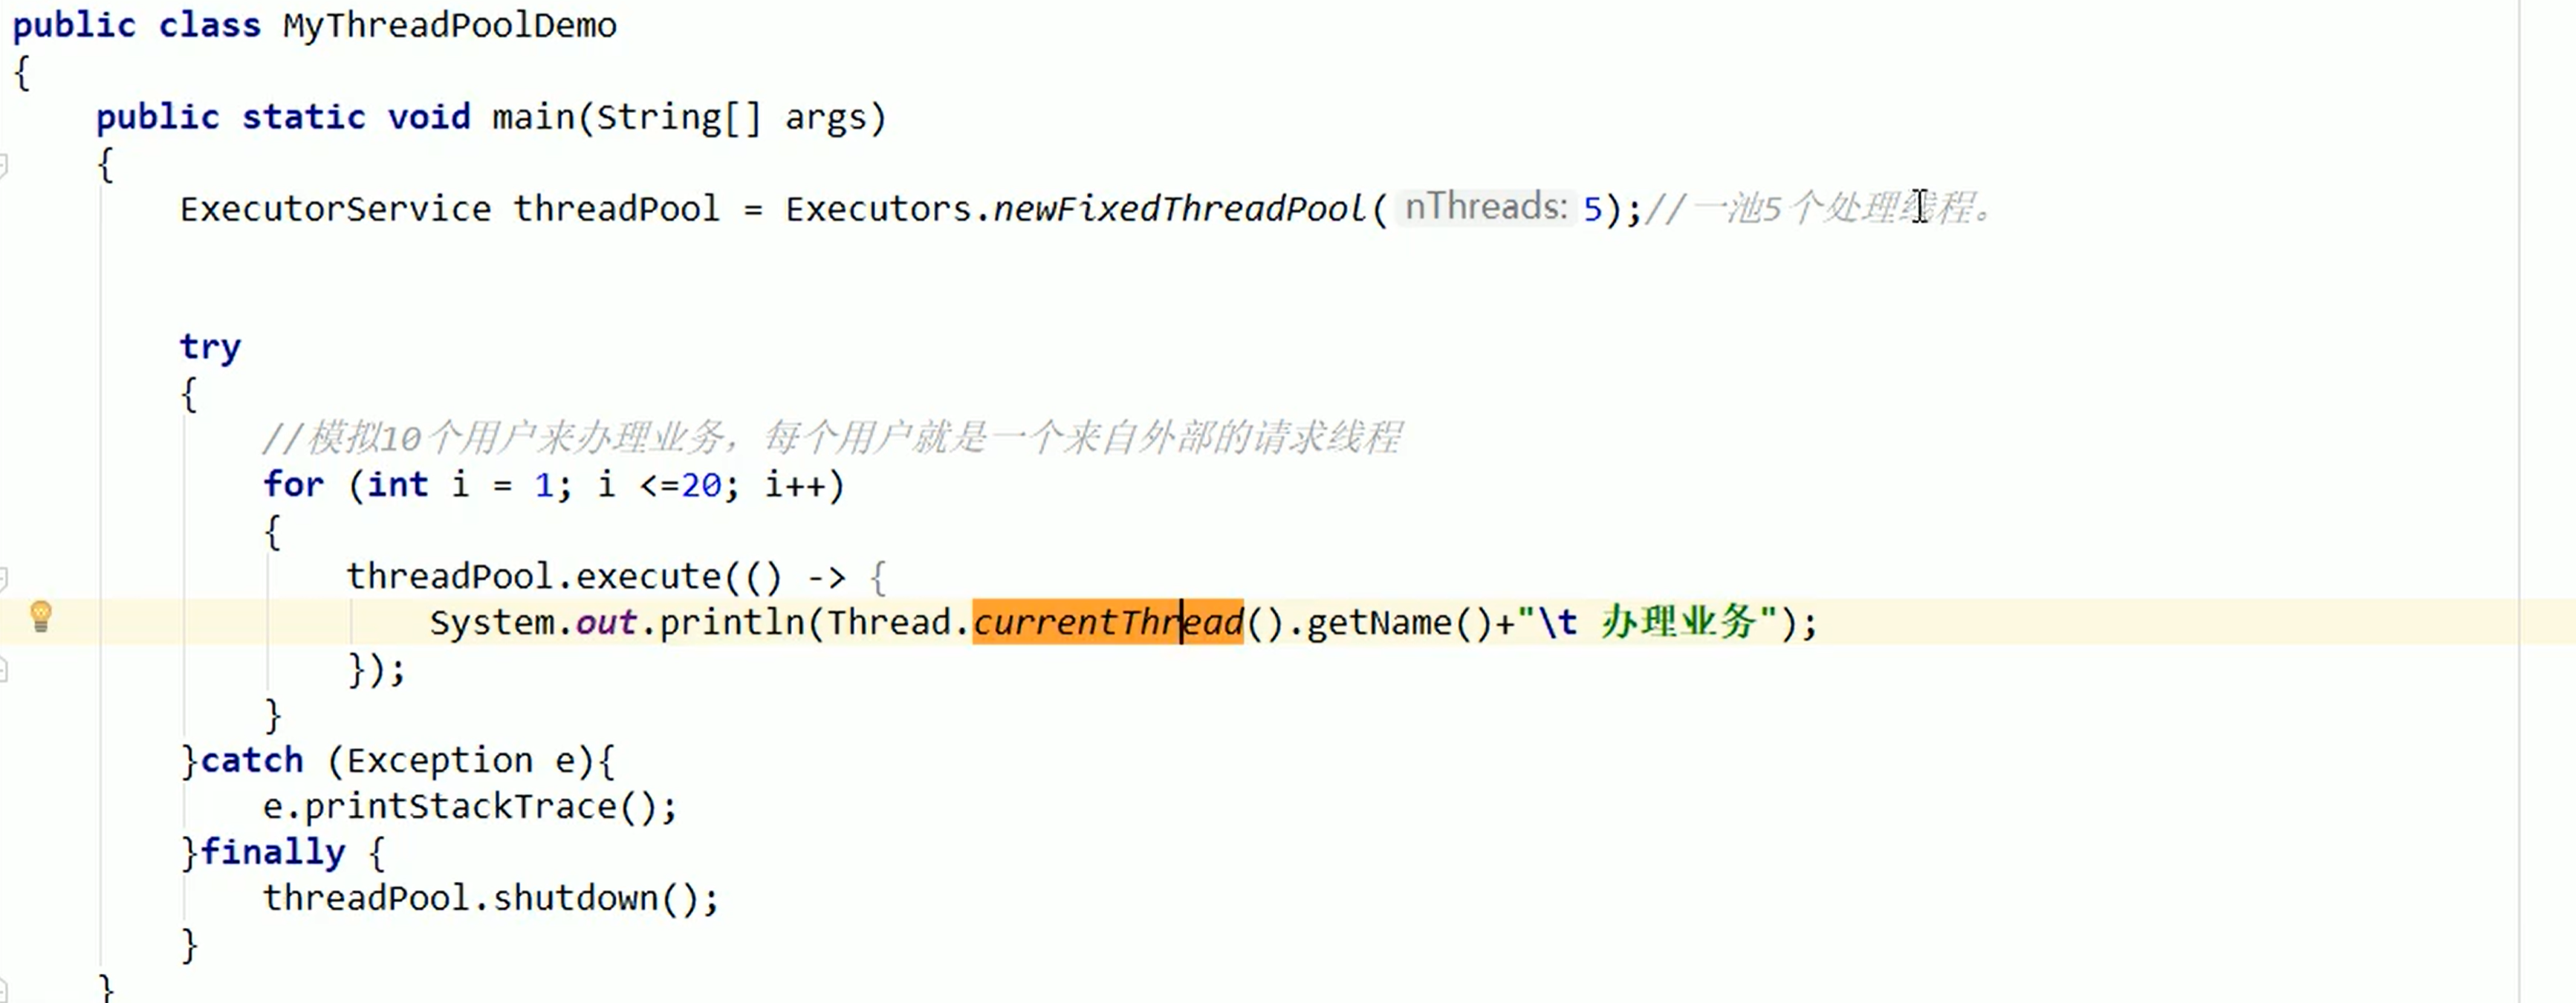 public class MyThreadPoolDemo
{
public static void main(String[] args)
{
ExecutorService threadPool = Executors.newFixedThreadPool( nThreads: 5);//一池5个处理线程。
try
{
//模拟10个用户来办理业务，每个用户就是一个来自外部的请求线程
for (int i = 1; i <=20; i++)
{
threadPool.execute(() -> {
System.out.println(Thread.currentThread().getName()+"\t 办理业务");
});
}
}catch (Exception e){
e.printStackTrace();
}finally {
threadPool.shutdown();
}
}